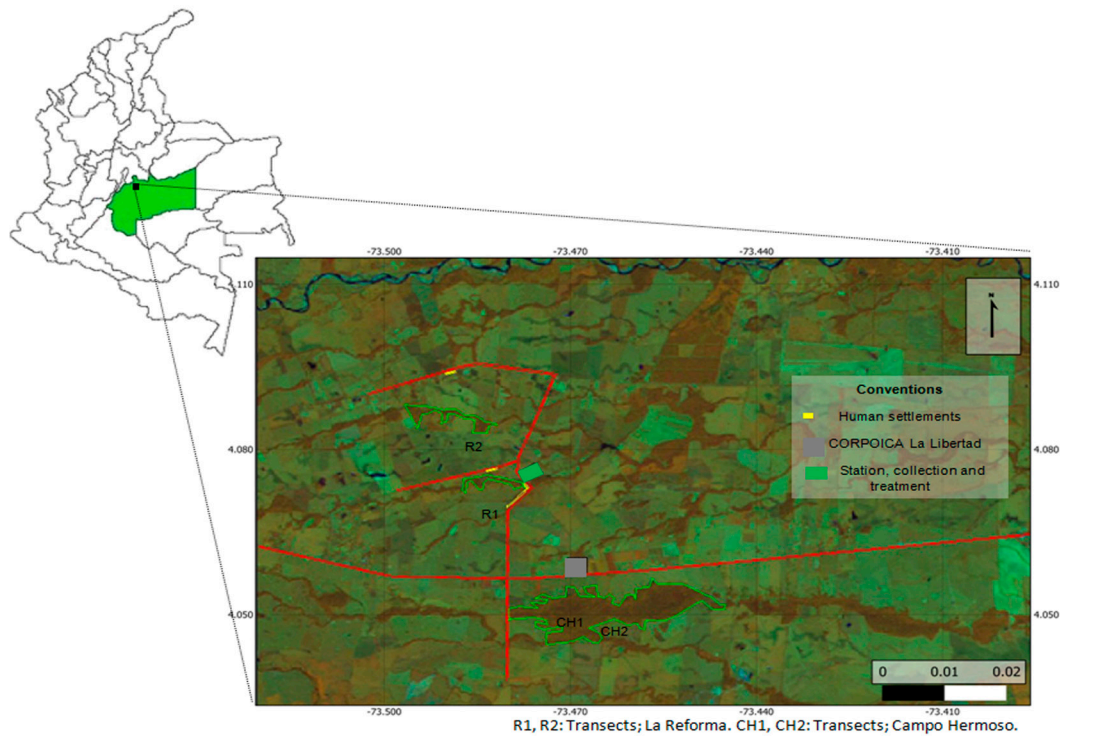 -73.500 -73.470 -73.440 -73.410
4.110 4.110
N
Conventions
Human settlements
CORPOICA La Libertad
Station, collection and
treatment
R2
4.080 4.080
R1
4.050 4.050
CH1
CH2
0 0.01 0.02
-73.500 -73.470 -73.440 -73.410
R1, R2: Transects; La Reforma. CH1, CH2: Transects; Campo Hermoso.